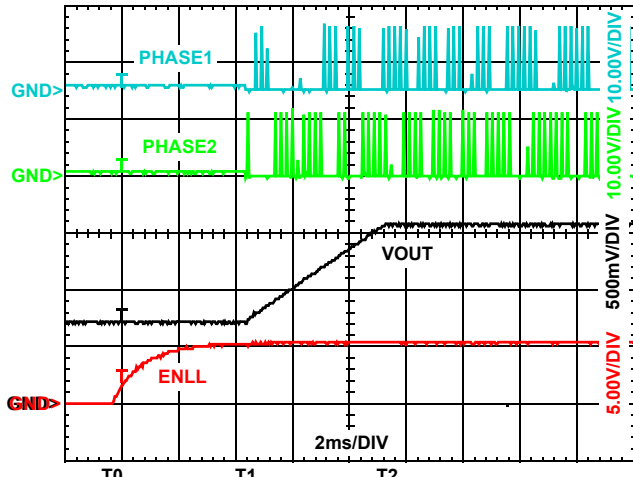 PHASE1
GND>
10.00V/DIV
PHASE2
GND>
10.00V/DIV
VOUT
500mV/DIV
ENLL
GND>
5.00V/DIV
2ms/DIV
T0
T1
T2